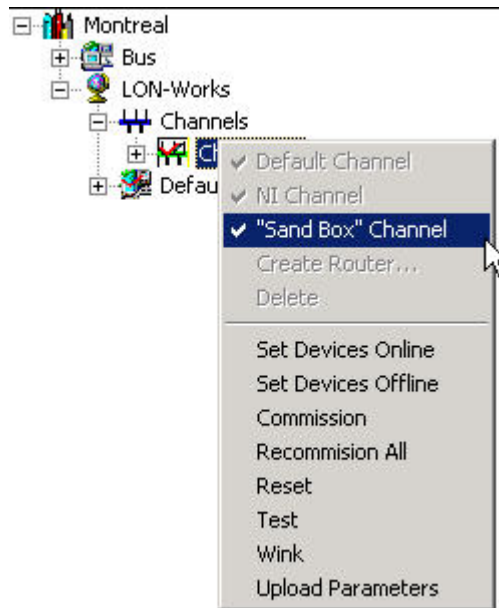 Montreal
Bus
LON-Works
Channels
Default Channel
NI Channel
"Sand Box" Channel
Create Router...
Delete
Set Devices Online
Set Devices Offline
Commission
Recommision All
Reset
Test
Wink
Upload Parameters